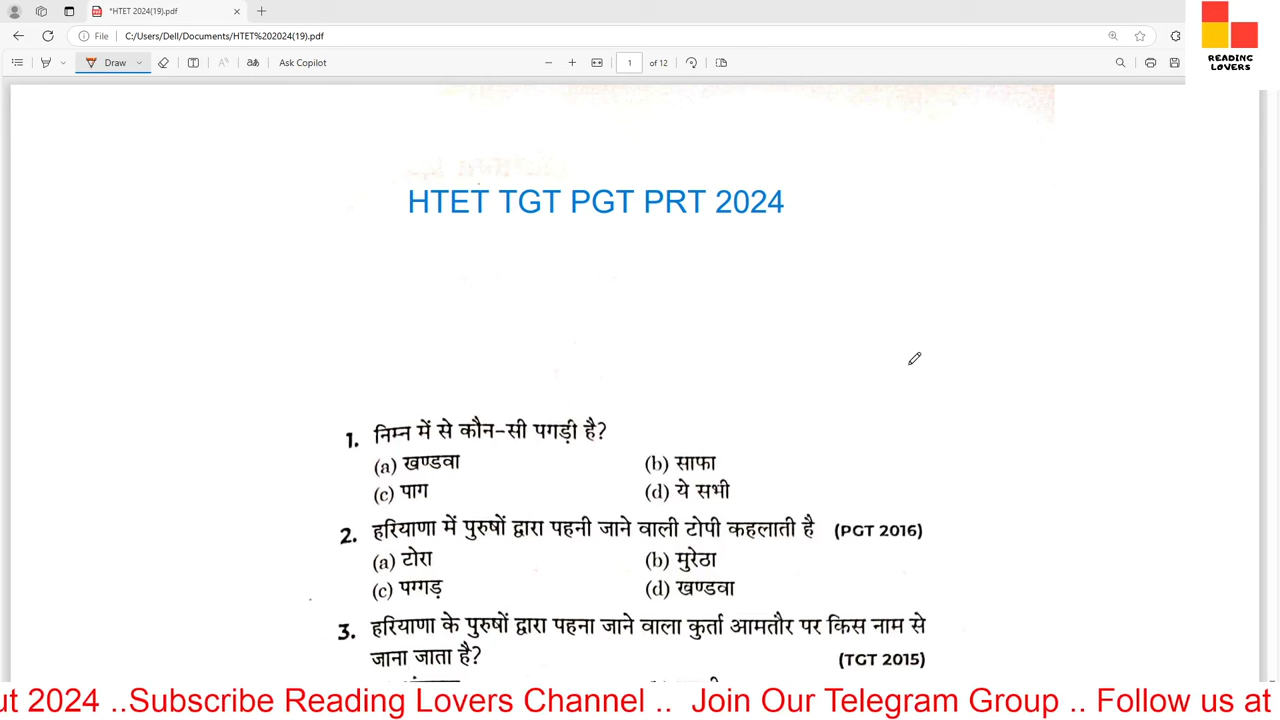 *HTET 2024(19).pdf
File C:/Users/Dell/Documents/HTET%202024(19).pdf
READING
LOVERS
Draw Ask Copilot 1 of 12
HTET TGT PGT PRT 2024
1. निम्न में से कौन-सी पगड़ी है?
(a) खण्डवा (b) साफा
(c) पाग (d) ये सभी
2. हरियाणा में पुरुषों द्वारा पहनी जाने वाली टोपी कहलाती है (PGT 2016)
(a) टोरा (b) मुरेठा
(c) पग्गड़ (d) खण्डवा
3. हरियाणा के पुरुषों द्वारा पहना जाने वाला कुर्ता आमतौर पर किस नाम से
जाना जाता है? (TGT 2015)
ut 2024 ..Subscribe Reading Lovers Channel .. Join Our Telegram Group .. Follow us at